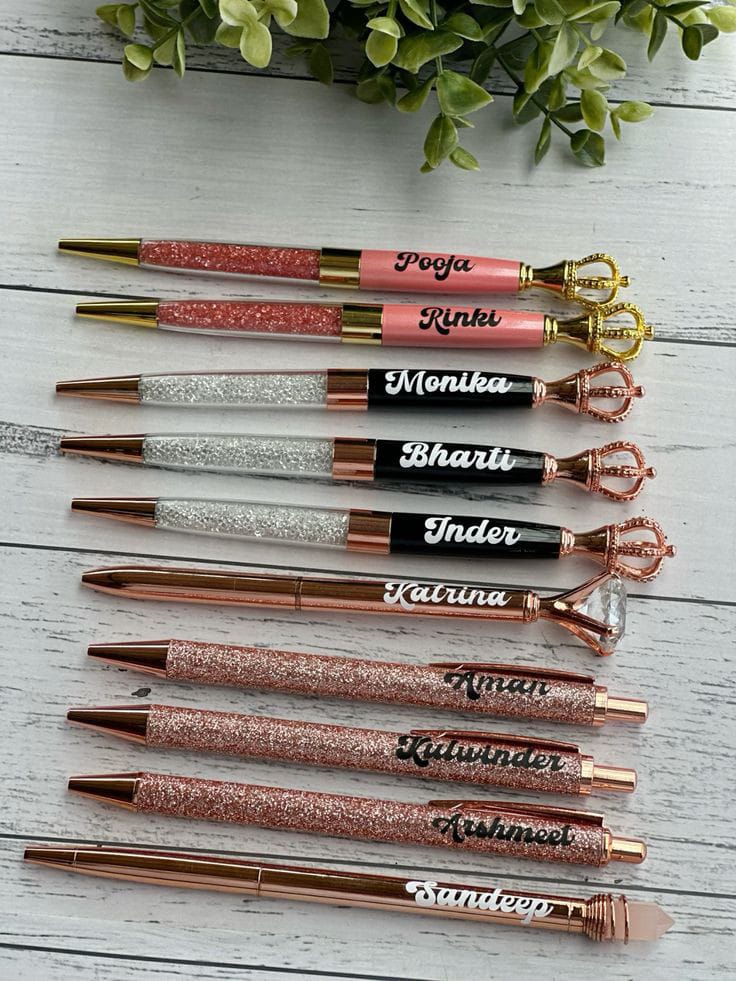 Pooja
Rinki
Monika
Bharti
Inder
Katrina
Aman
Kulwinder
Arshmeet
Sandeep